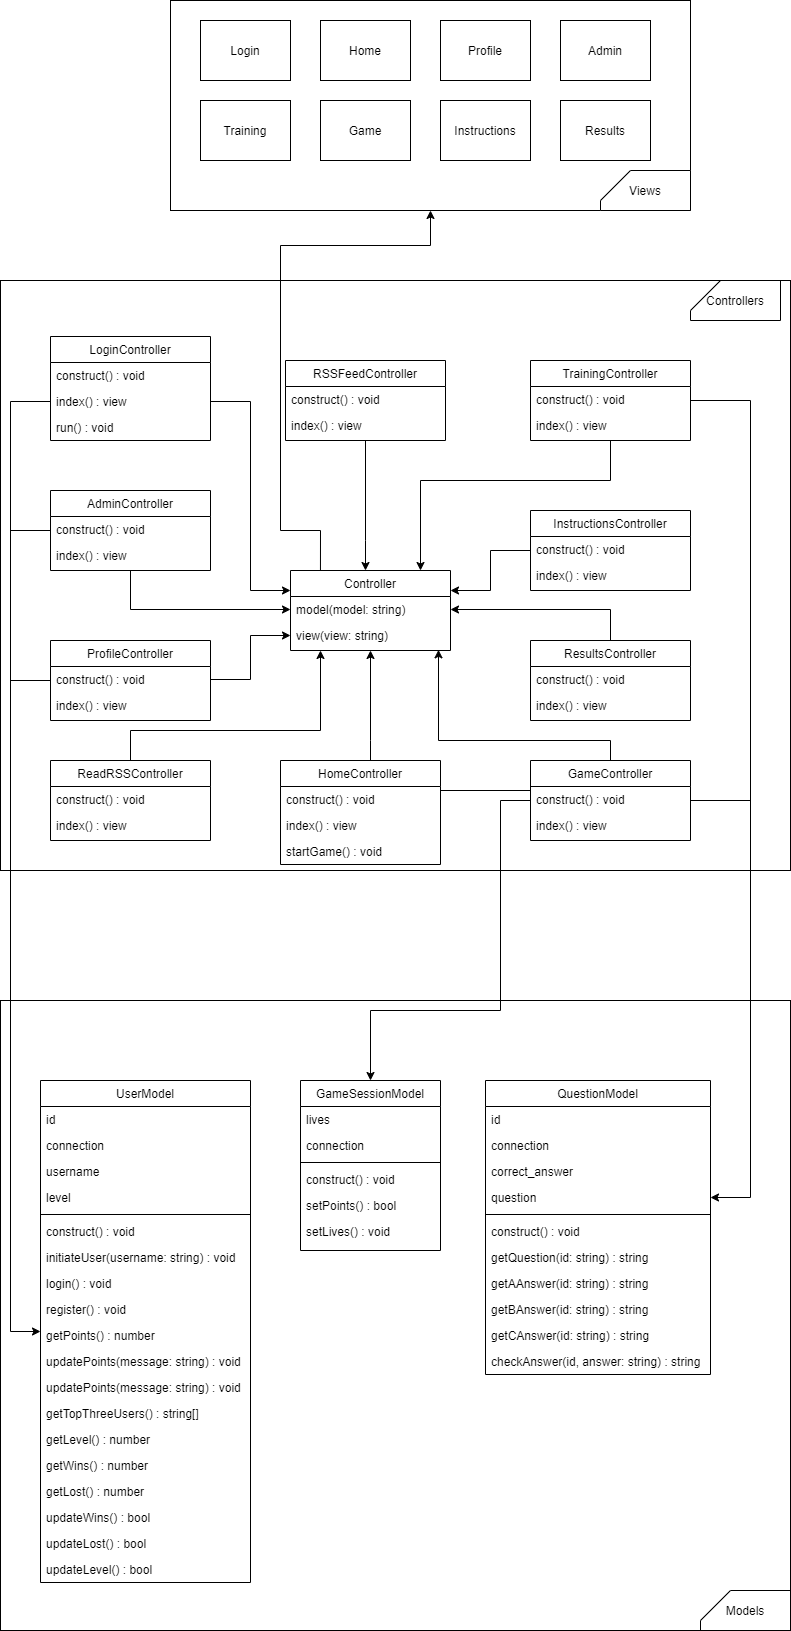 Login
Home
Profile
Admin
Training
Game
Instructions
Results
Views
Controllers
LoginController
construct() : void
index() : view
run() : void
RSSFeedController
construct() : void
index() : view
TrainingController
construct() : void
index() : view
AdminController
construct() : void
index() : view
InstructionsController
construct() : void
index() : view
Controller
model(model: string)
view(view: string)
ProfileController
construct() : void
index() : view
ResultsController
construct() : void
index() : view
ReadRSSController
construct() : void
index() : view
HomeController
construct() : void
index() : view
startGame() : void
GameController
construct() : void
index() : view
UserModel
id
connection
username
level
construct() : void
initiateUser(username: string) : void
login() : void
register() : void
getPoints() : number
updatePoints(message: string) : void
updatePoints(message: string) : void
getTopThreeUsers() : string[]
getLevel() : number
getWins() : number
getLost() : number
updateWins() : bool
updateLost() : bool
updateLevel() : bool
GameSessionModel
lives
connection
construct() : void
setPoints() : bool
setLives() : void
QuestionModel
id
connection
correct_answer
question
construct() : void
getQuestion(id: string) : string
getAAnswer(id: string) : string
getBAnswer(id: string) : string
getCAnswer(id: string) : string
checkAnswer(id, answer: string) : string
Models